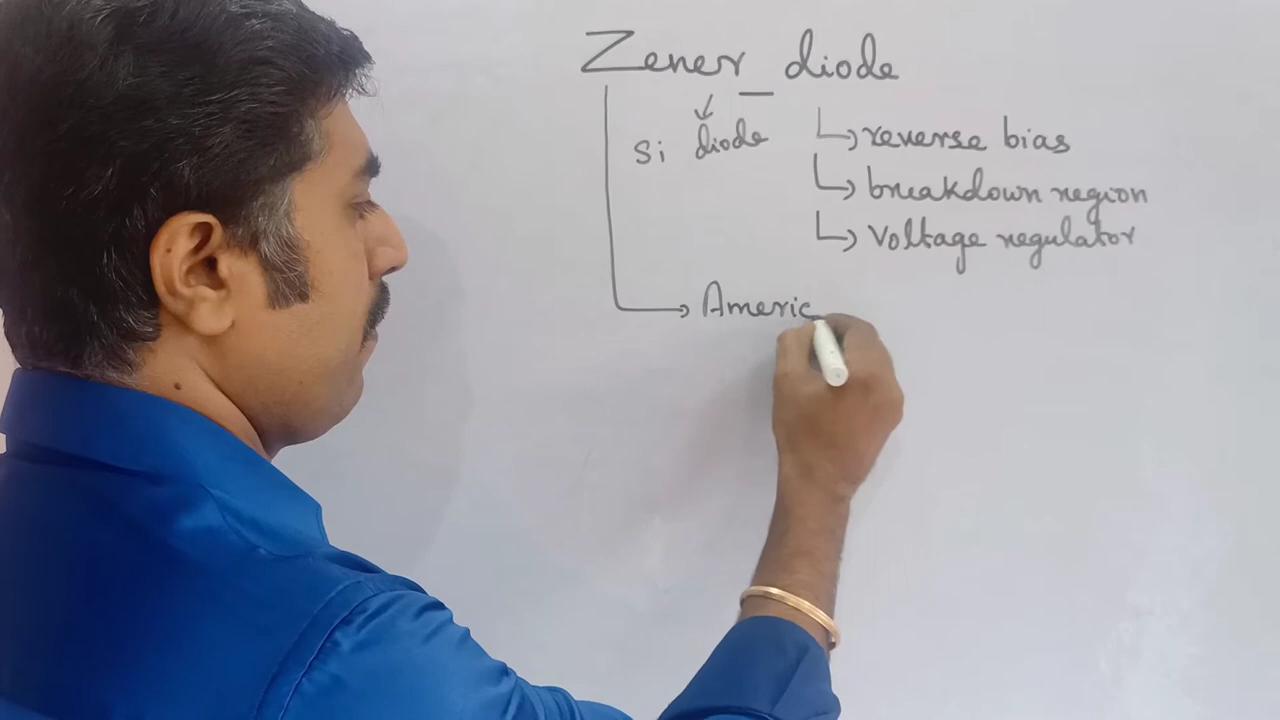 Zener diode
Si diode
reverse bias
breakdown region
Voltage regulator
Americ